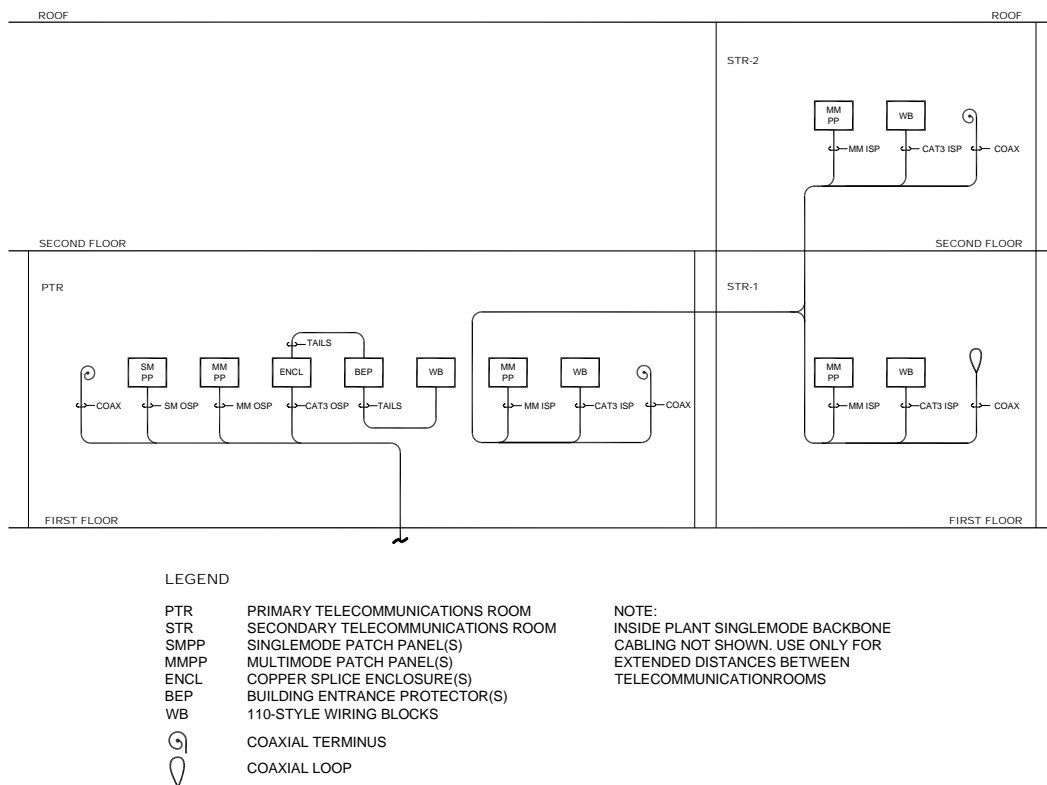 ROOF
ROOF
STR-2
MM
PP
WB
MM ISP
CAT3 ISP
COAX
SECOND FLOOR
SECOND FLOOR
PTR
STR-1
TAILS
SM
PP
MM
PP
ENCL
BEP
WB
MM
PP
WB
MM
PP
WB
COAX
SM OSP
MM OSP
CAT3 OSP
TAILS
MM ISP
CAT3 ISP
COAX
MM ISP
CAT3 ISP
COAX
FIRST FLOOR
FIRST FLOOR
LEGEND
PTR PRIMARY TELECOMMUNICATIONS ROOM
STR SECONDARY TELECOMMUNICATIONS ROOM
SMPP SINGLEMODE PATCH PANEL(S)
MMPP MULTIMODE PATCH PANEL(S)
ENCL COPPER SPLICE ENCLOSURE(S)
BEP BUILDING ENTRANCE PROTECTOR(S)
WB 110-STYLE WIRING BLOCKS
COAXIAL TERMINUS
COAXIAL LOOP
NOTE:
INSIDE PLANT SINGLEMODE BACKBONE
CABLING NOT SHOWN. USE ONLY FOR
EXTENDED DISTANCES BETWEEN
TELECOMMUNICATIONROOMS